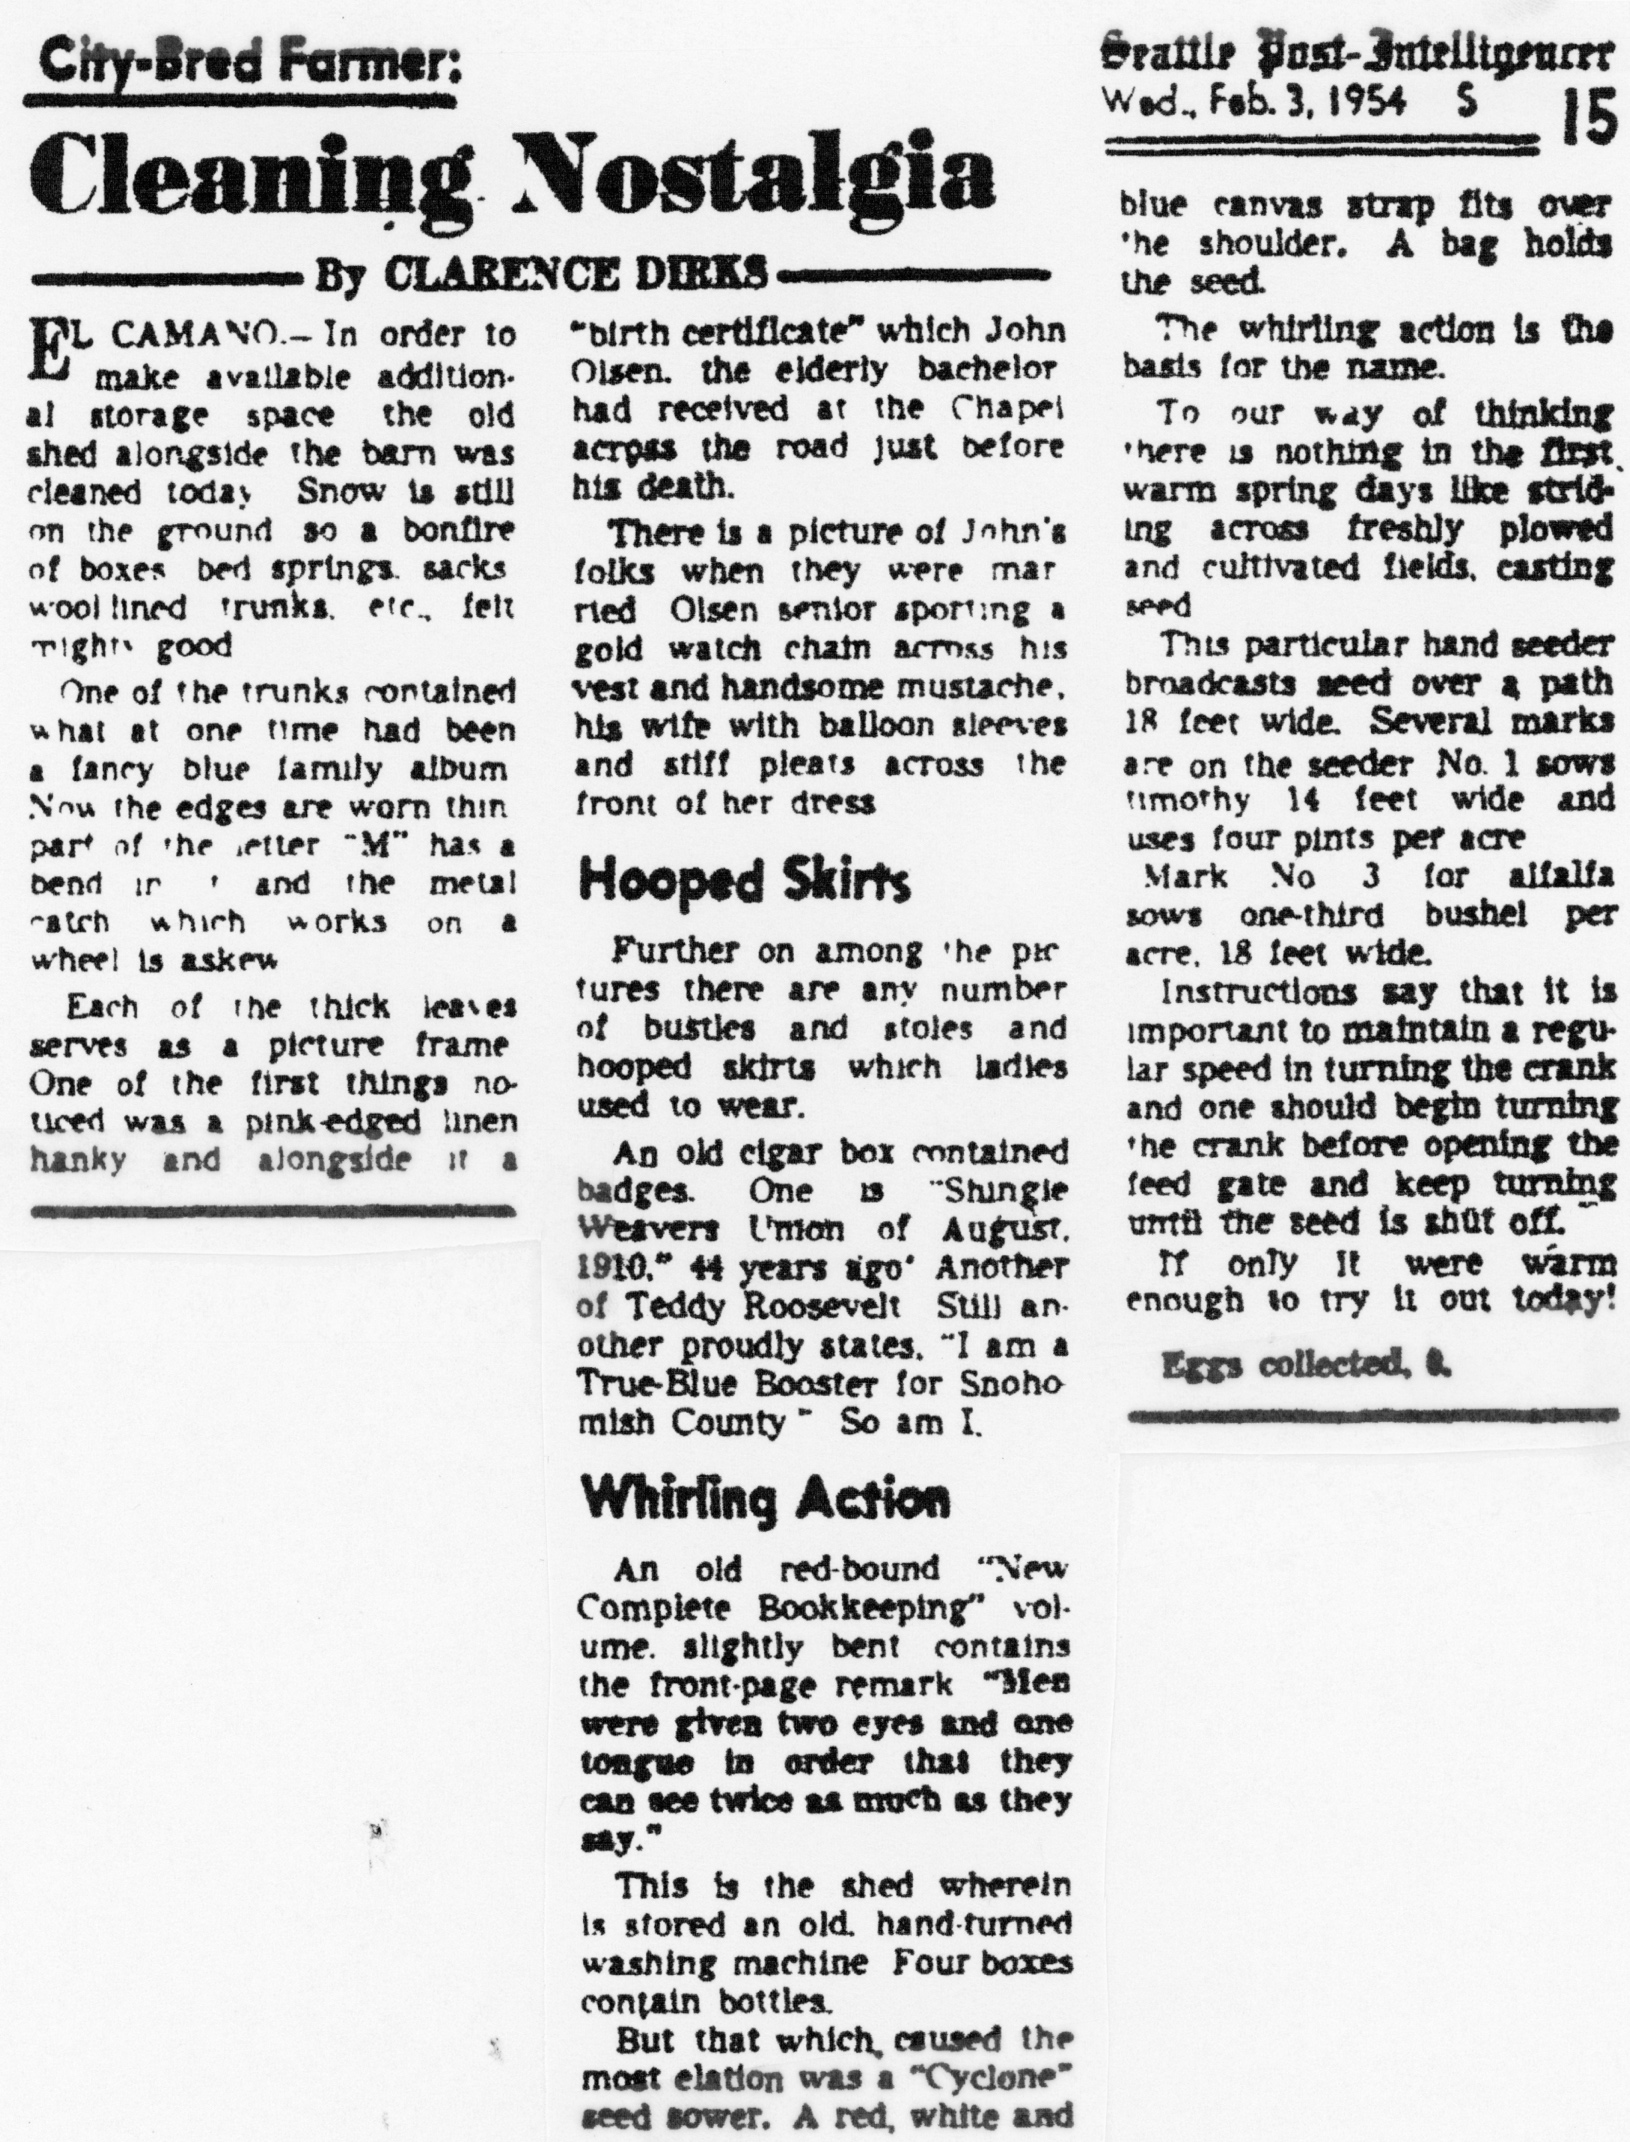 City-Bred Farmer:
Cleaning Nostalgia
By CLARENCE DIRKS
EL CAMANO.—In order to
make available addition-
al storage space the old
shed alongside the barn was
cleaned today Snow is still
on the ground so a bonfire
of boxes bed springs. sacks
wool lined trunks. etc., felt
mighty good
One of the trunks contained
what at one time had been
a fancy blue family album
Now the edges are worn thin
part of the letter "M" has a
bend in and the metal
catch which works on a
wheel is askew
Each of the thick leaves
serves as a picture frame
One of the first things no-
ticed was a pink-edged linen
hanky and alongside it a
"birth certificate" which John
Olsen. the elderly bachelor
had received at the Chapel
across the road just before
his death.
There is a picture of John's
folks when they were mar
ried Olsen senior sporting a
gold watch chain across his
vest and handsome mustache,
his wife with balloon sleeves
and stiff pleats across the
front of her dress
Hooped Skirts
Further on among the pic
tures there are any number
of bustles and stoles and
hooped skirts which ladies
used to wear.
An old cigar box contained
badges. One is "Shingle
Weavers Union of August,
1910," 44 years ago' Another
of Teddy Roosevelt Still an-
other proudly states, "I am a
True-Blue Booster for Snoho
mish County" So am I.
Whirling Action
An old red-bound "New
Complete Bookkeeping" vol-
ume. slightly bent contains
the front-page remark "Men
were given two eyes and one
tongue in order that they
can see twice as much as they
say."
This is the shed wherein
is stored an old. hand-turned
washing machine Four boxes
contain bottles.
But that which caused the
most elation was a "Cyclone"
seed sower. A red, white and
Seattle Post-Intelligencer
Wed., Feb. 3, 1954 S 15
blue canvas strap fits over
the shoulder. A bag holds
the seed.
The whirling action is the
basis for the name.
To our way of thinking
there is nothing in the first
warm spring days like strid-
ing across freshly plowed
and cultivated fields, casting
seed
This particular hand seeder
broadcasts seed over a path
18 feet wide. Several marks
are on the seeder No. 1 sows
timothy 14 feet wide and
uses four pints per acre
Mark No 3 for alfalfa
sows one-third bushel per
acre, 18 feet wide.
Instructions say that it is
important to maintain a regu-
lar speed in turning the crank
and one should begin turning
the crank before opening the
feed gate and keep turning
until the seed is shut off."
If only it were warm
enough to try it out today!
Eggs collected,